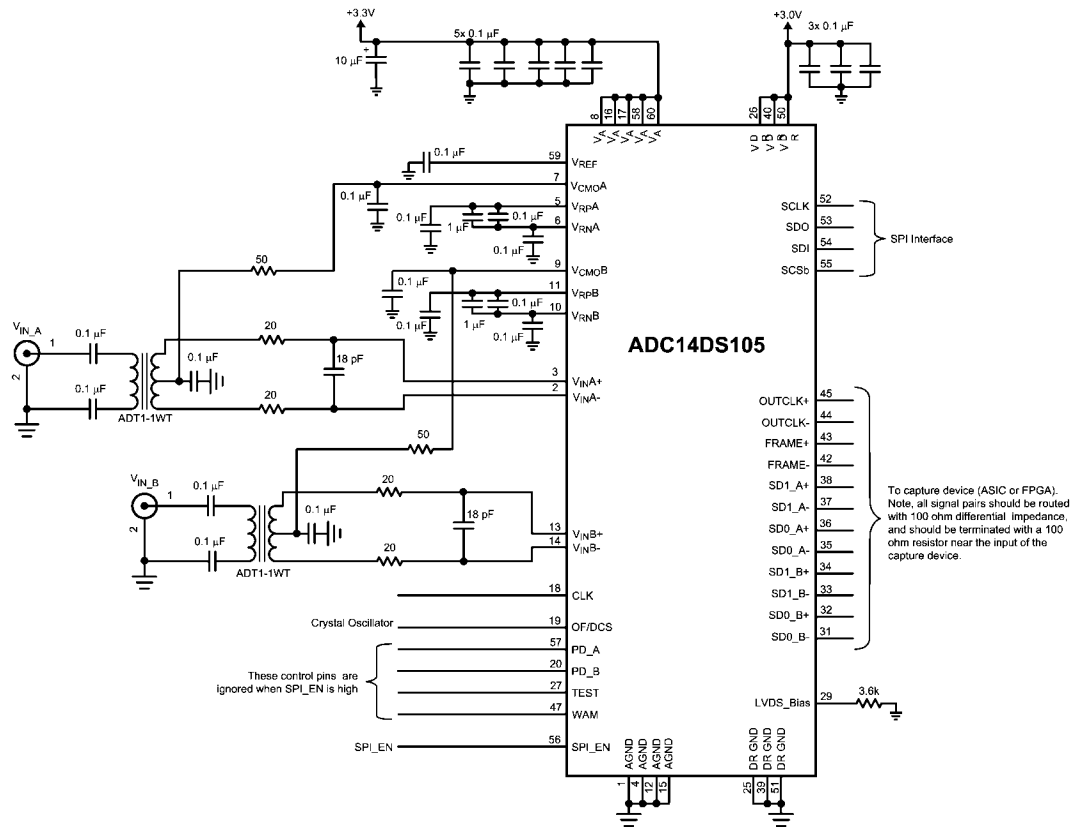 +3.3V
5x 0.1 µF
+
10 µF
+3.0V
3x 0.1 µF
8
16
17
58
60
VA
VA
VA
VA
VA
26
40
50
VD
0.1 µF
59
VREF
7
VCMOA
0.1 µF
5
VRPA
0.1 µF
1 µF
0.1 µF
6
VRNA
0.1 µF
50
9
VCMOB
0.1 µF
11
VRPB
0.1 µF
1 µF
0.1 µF
10
VRNB
0.1 µF
ADC14DS105
SCLK
52
SDO
53
SDI
54
SCSb
55
SPI Interface
VIN_A
1
2
0.1 µF
0.1 µF
ADT1-1WT
0.1 µF
20
20
18 pF
3
VINA+
2
VINA-
50
VIN_B
1
2
0.1 µF
0.1 µF
ADT1-1WT
0.1 µF
20
20
18 pF
13
VINB+
14
VINB-
OUTCLK+
45
OUTCLK-
44
FRAME+
43
FRAME-
42
SD1_A+
38
SD1_A-
37
SD0_A+
36
SD0_A-
35
SD1_B+
34
SD1_B-
33
SD0_B+
32
SD0_B-
31
To capture device (ASIC or FPGA).
Note, all signal pairs should be routed
with 100 ohm differential impedance,
and should be terminated with a 100
ohm resistor near the input of the
capture device.
18
CLK
Crystal Oscillator
19
OF/DCS
57
PD_A
20
PD_B
27
TEST
47
WAM
These control pins are
ignored when SPI_EN is high
SPI_EN
56
SPI_EN
LVDS_Bias
29
3.6k
AGND
AGND
AGND
AGND
1
4
12
15
DR GND
DR GND
DR GND
25
39
51